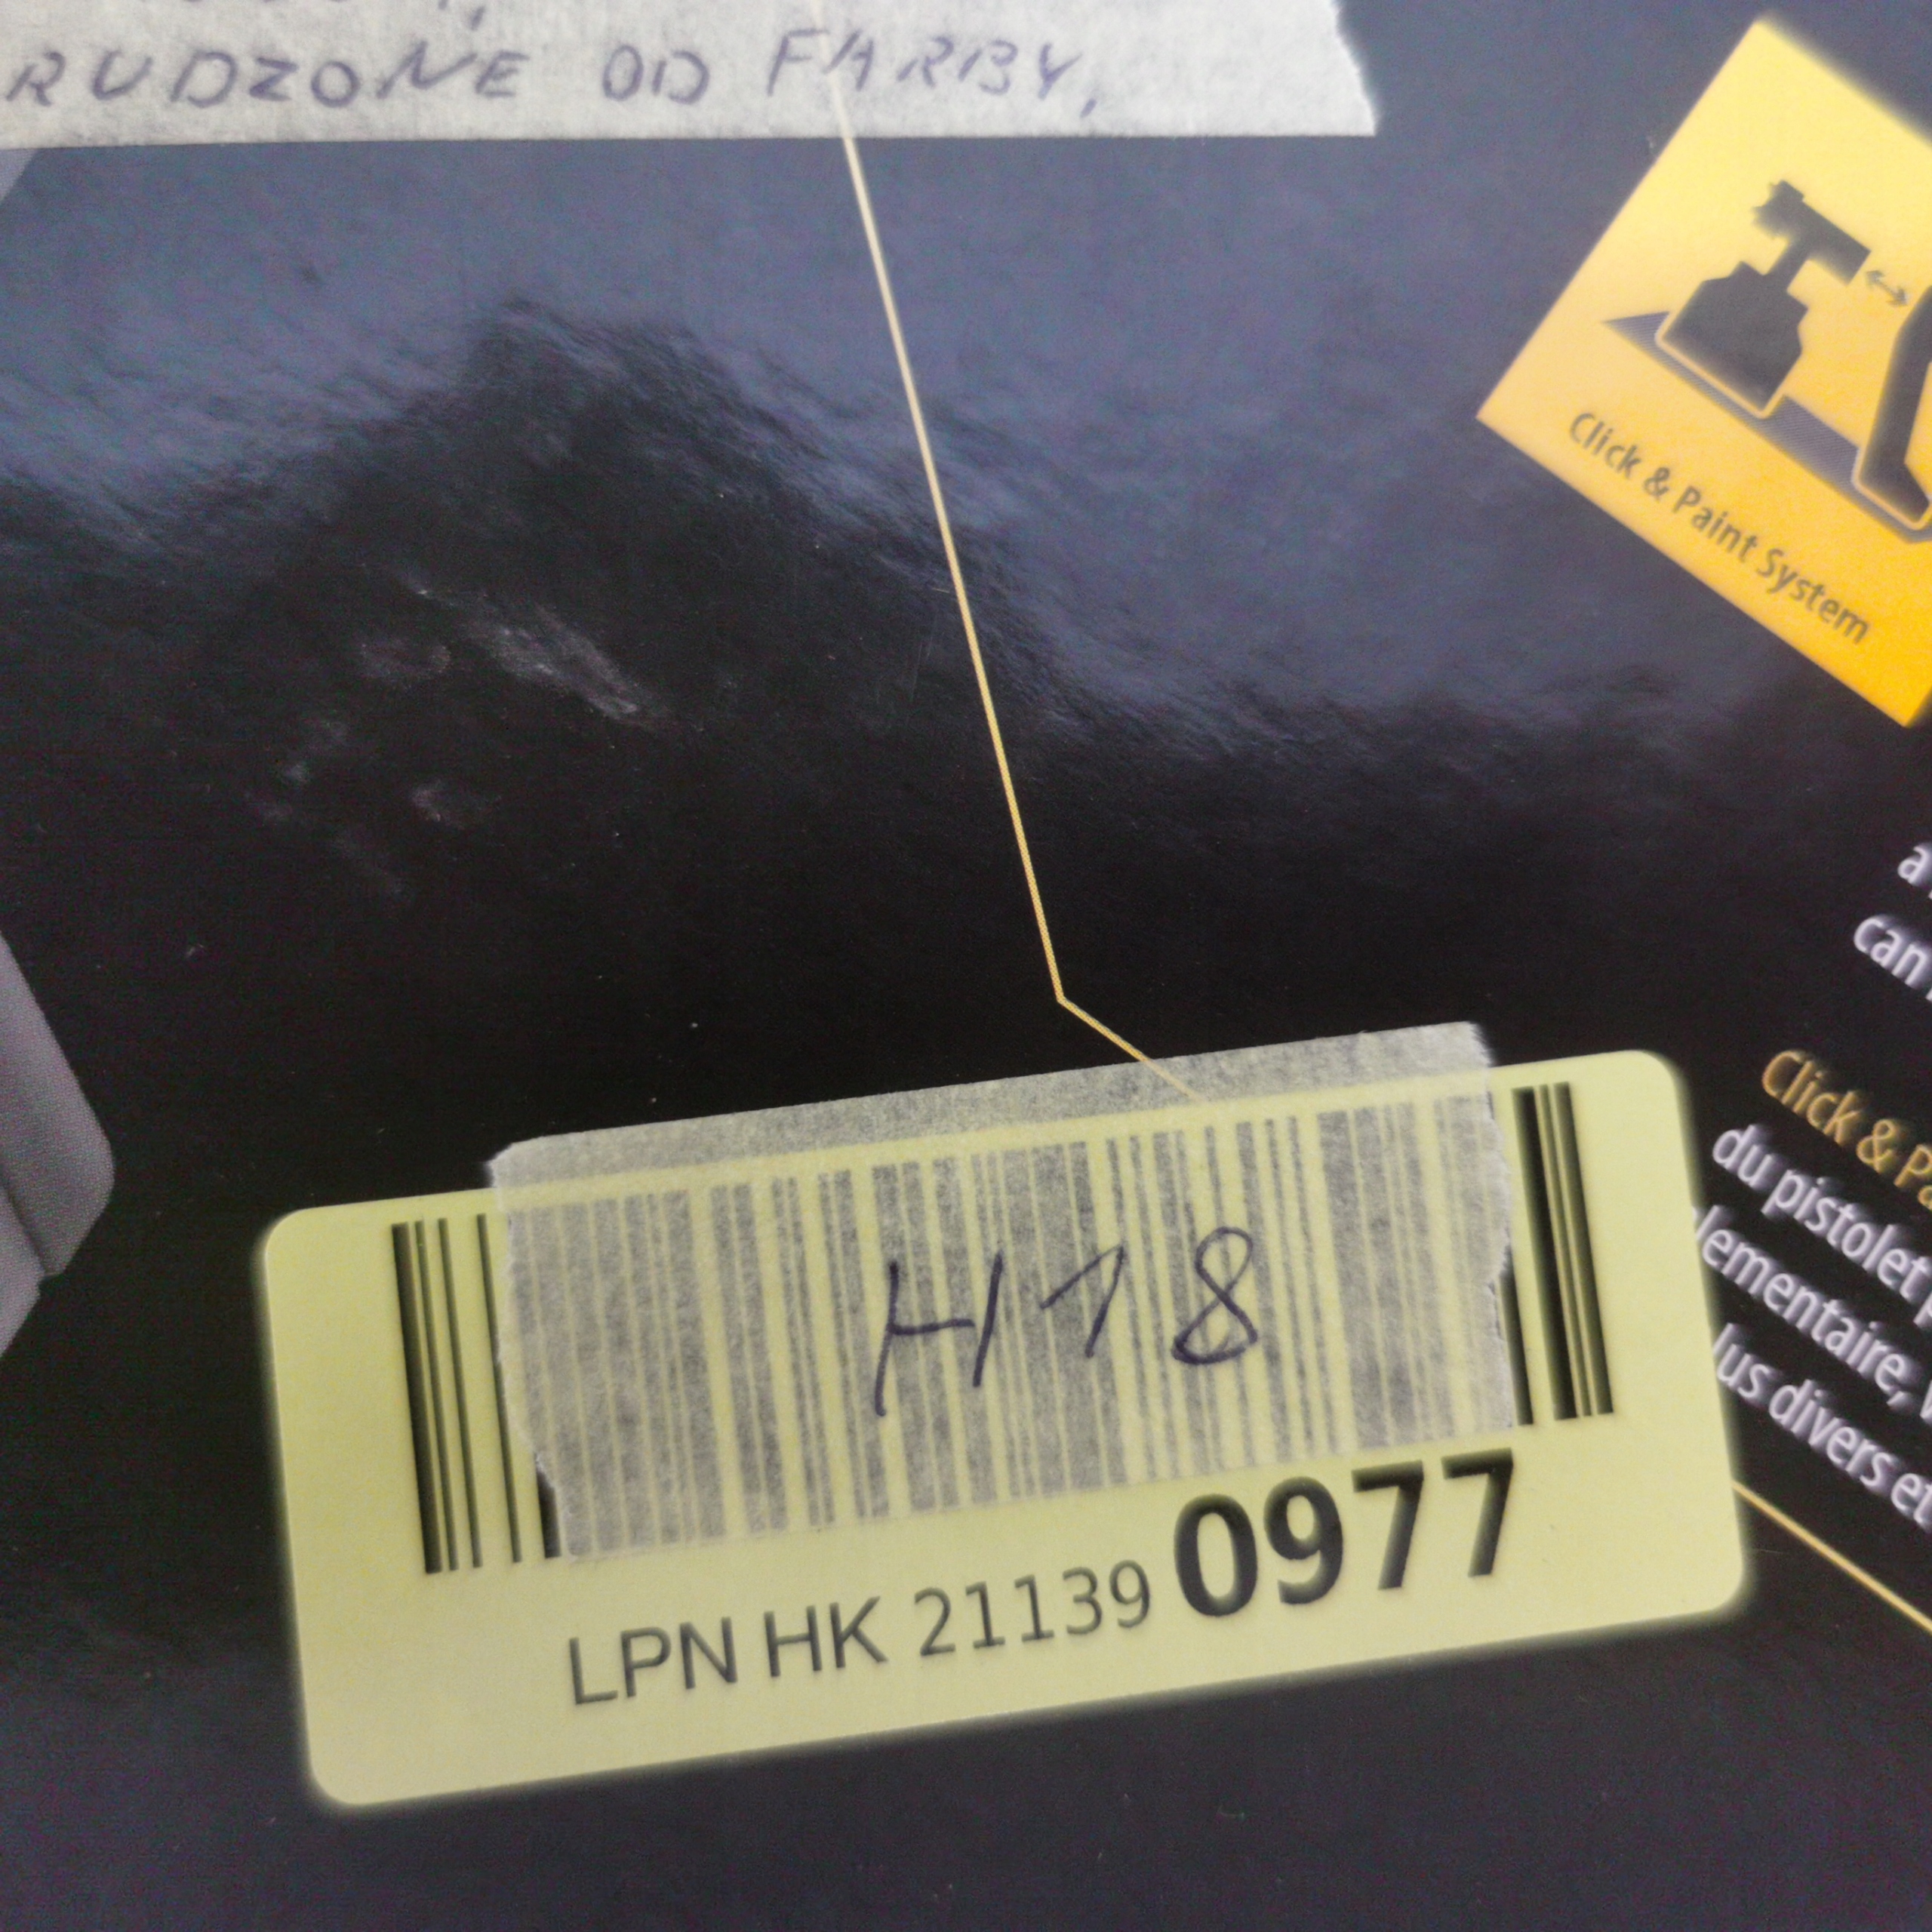 RUDZONE OD FARBY,
Click & Paint System
a
can
Click & Pa
du pistolet
lementaire,
lus divers et
H18
LPN HK 21139 0977